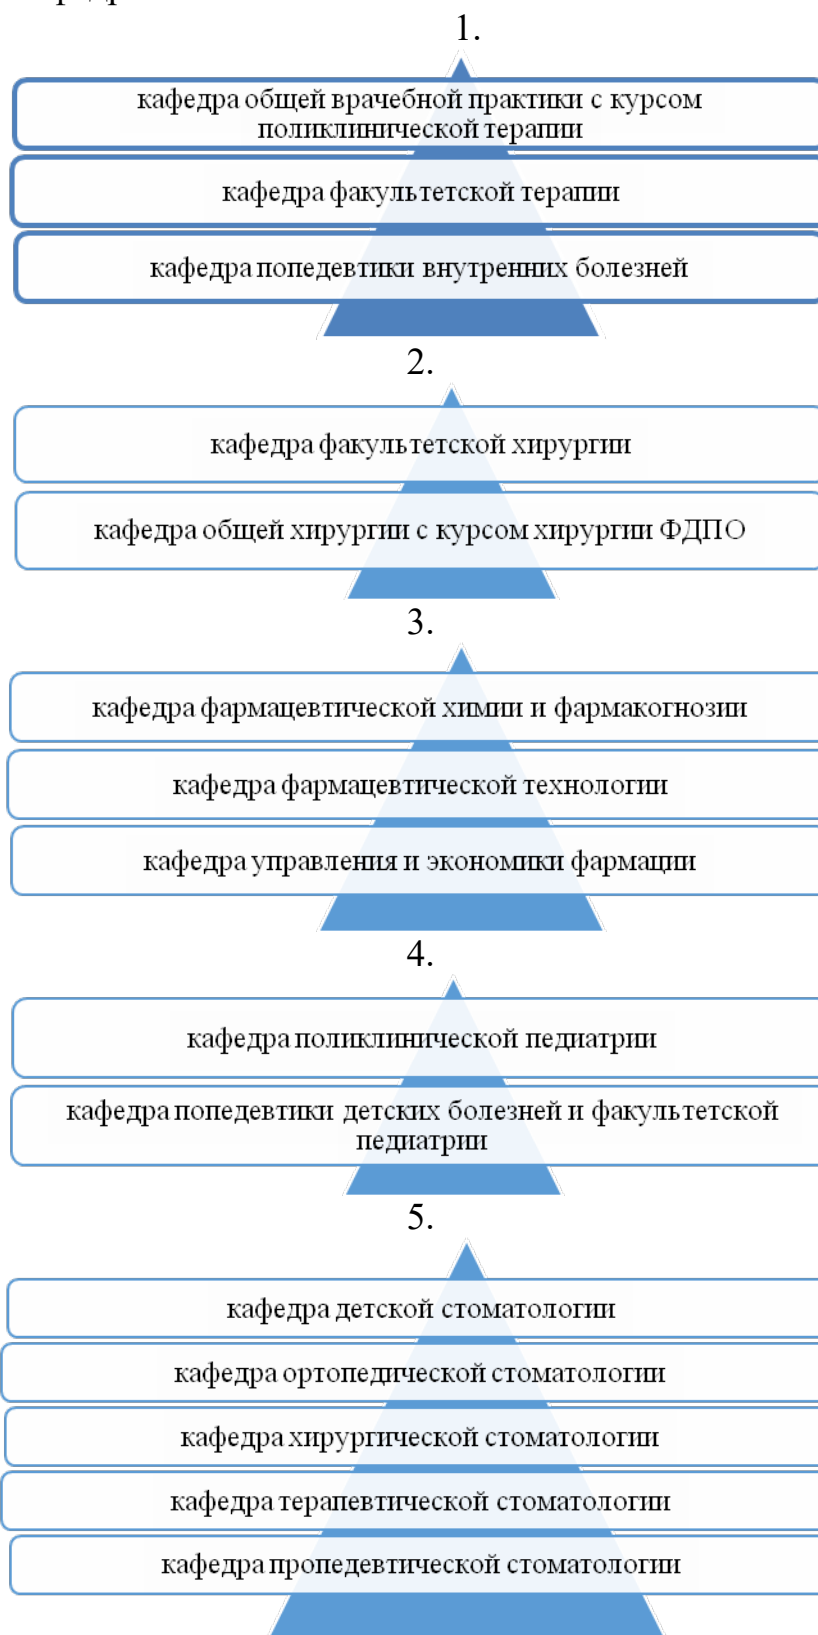 1.
кафедра общей врачебной практики с курсом
поликлинической терапии
кафедра факультетской терапии
кафедра попедевтики внутренних болезней
2.
кафедра факультетской хирургии
кафедра общей хирургии с курсом хирургии ФДПО
3.
кафедра фармацевтической химии и фармакогнозии
кафедра фармацевтической технологии
кафедра управления и экономики фармации
4.
кафедра поликлинической педиатрии
кафедра попедевтики детских болезней и факультетской
педиатрии
5.
кафедра детской стоматологии
кафедра ортопедической стоматологии
кафедра хирургической стоматологии
кафедра терапевтической стоматологии
кафедра пропедевтической стоматологии